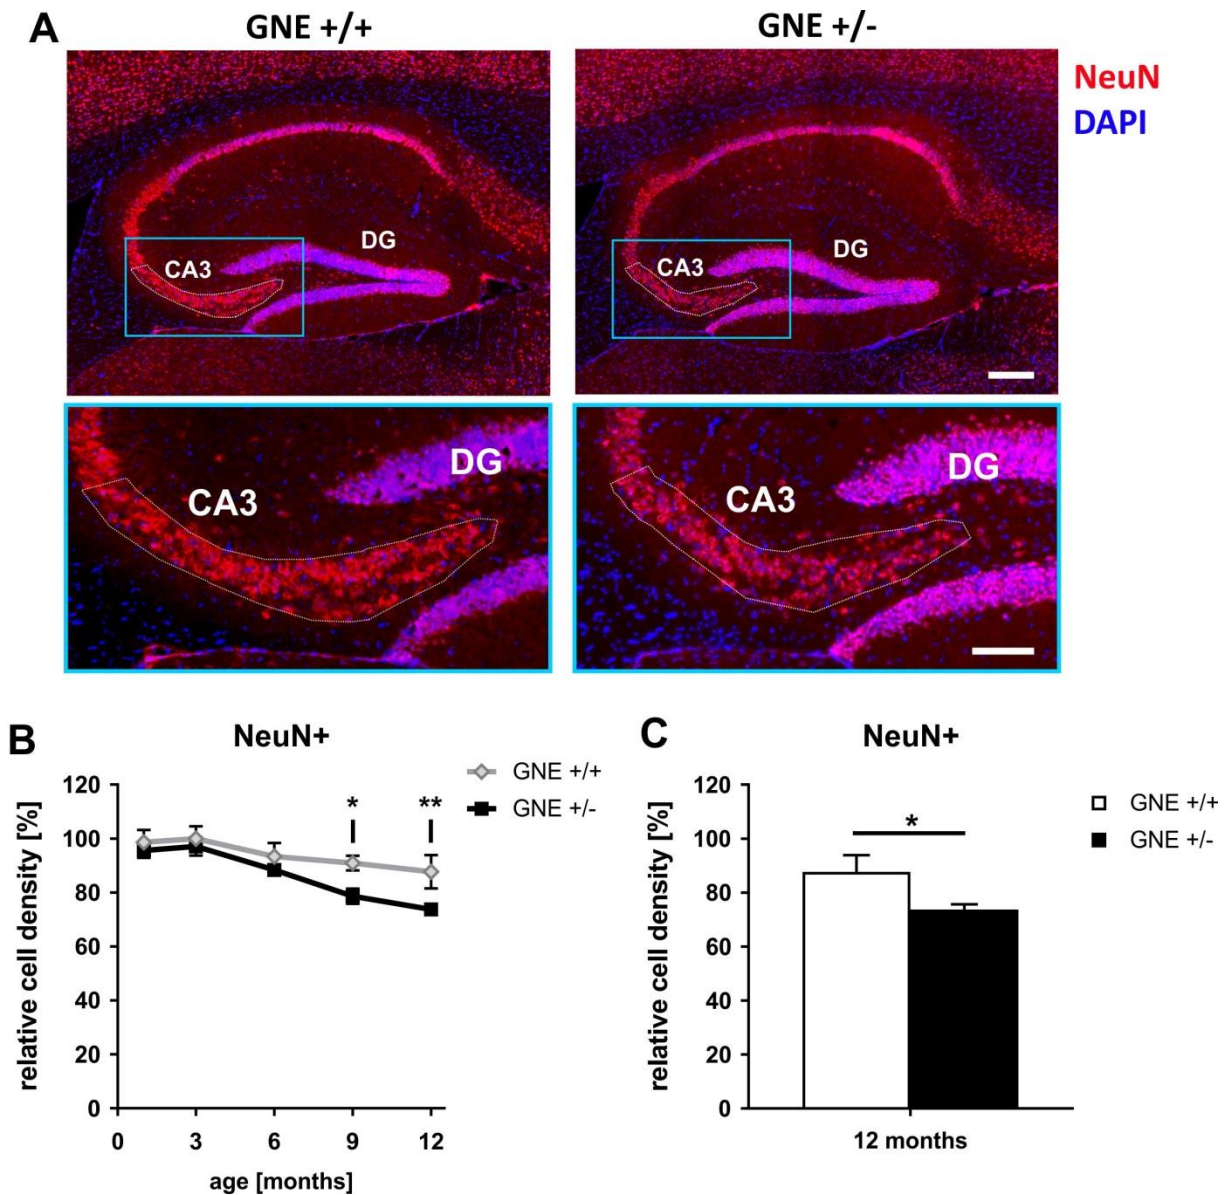 A
GNE +/+
GNE +/-
NeuN
DAPI
DG
CA3
DG
CA3
DG
CA3
DG
CA3
B
NeuN+
GNE +/+
GNE +/-
relative cell density [%]
120
100
80
60
40
20
0
*
**
0 3 6 9 12
age [months]
C
NeuN+
GNE +/+
GNE +/-
relative cell density [%]
120
100
80
60
40
20
0
*
12 months